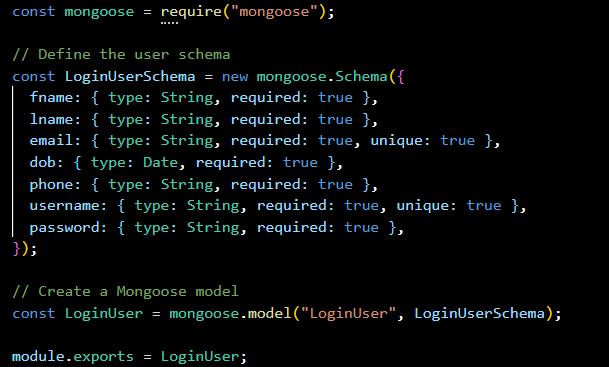 const mongoose = require("mongoose");
// Define the user schema
const LoginUserSchema = new mongoose.Schema({
  fname: { type: String, required: true },
  lname: { type: String, required: true },
  email: { type: String, required: true, unique: true },
  dob: { type: Date, required: true },
  phone: { type: String, required: true },
  username: { type: String, required: true, unique: true },
  password: { type: String, required: true },
});
// Create a Mongoose model
const LoginUser = mongoose.model("LoginUser", LoginUserSchema);
module.exports = LoginUser;